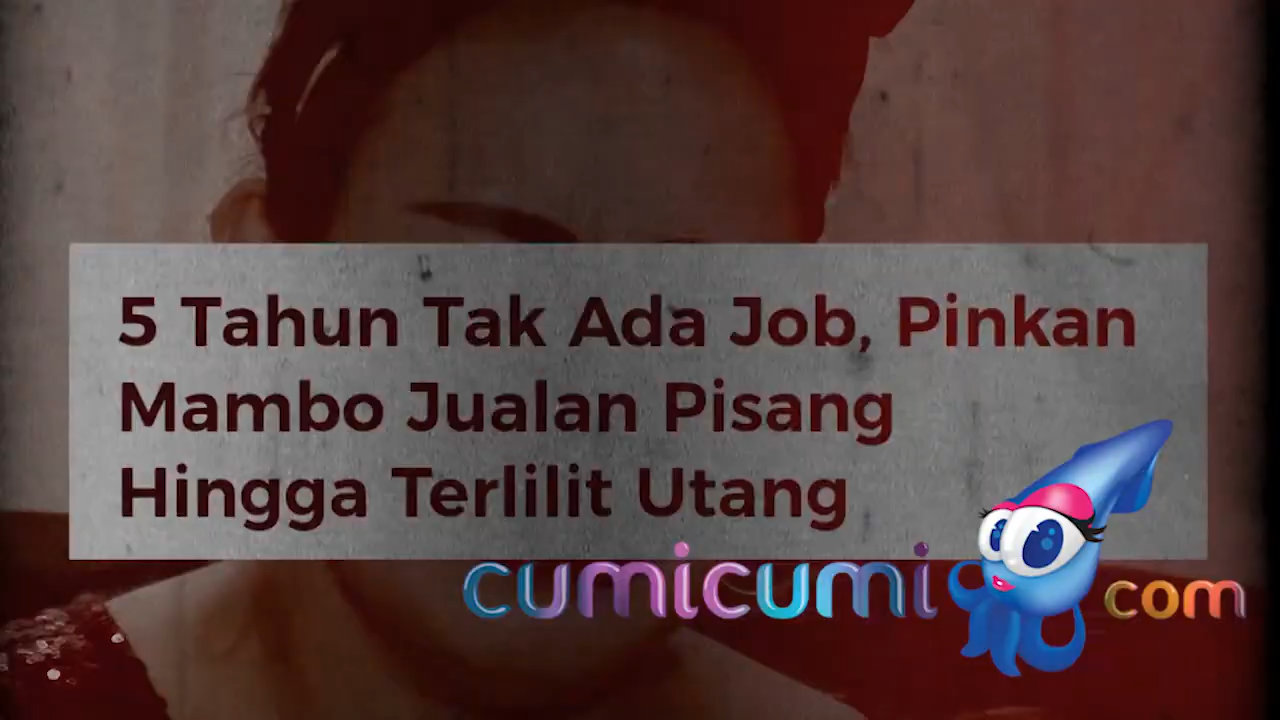 5 Tahun Tak Ada Job, Pinkan
Mambo Jualan Pisang
Hingga Terlilit Utang
cumicumi com